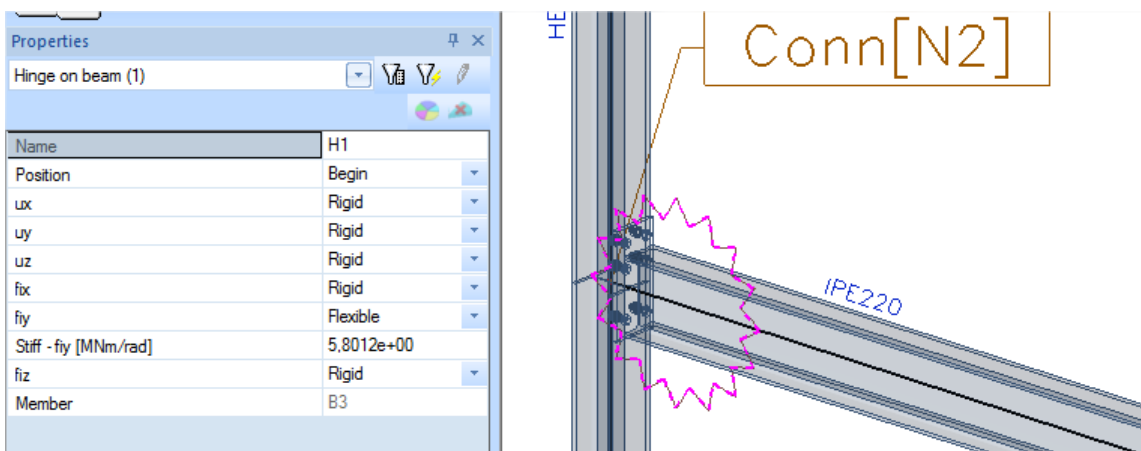 Properties
Hinge on beam (1)
Name H1
Position Begin
ux Rigid
uy Rigid
uz Rigid
fix Rigid
fiy Flexible
Stiff - fiy [MNm/rad] 5,8012e+00
fiz Rigid
Member B3
HE
Conn[N2]
IPE220